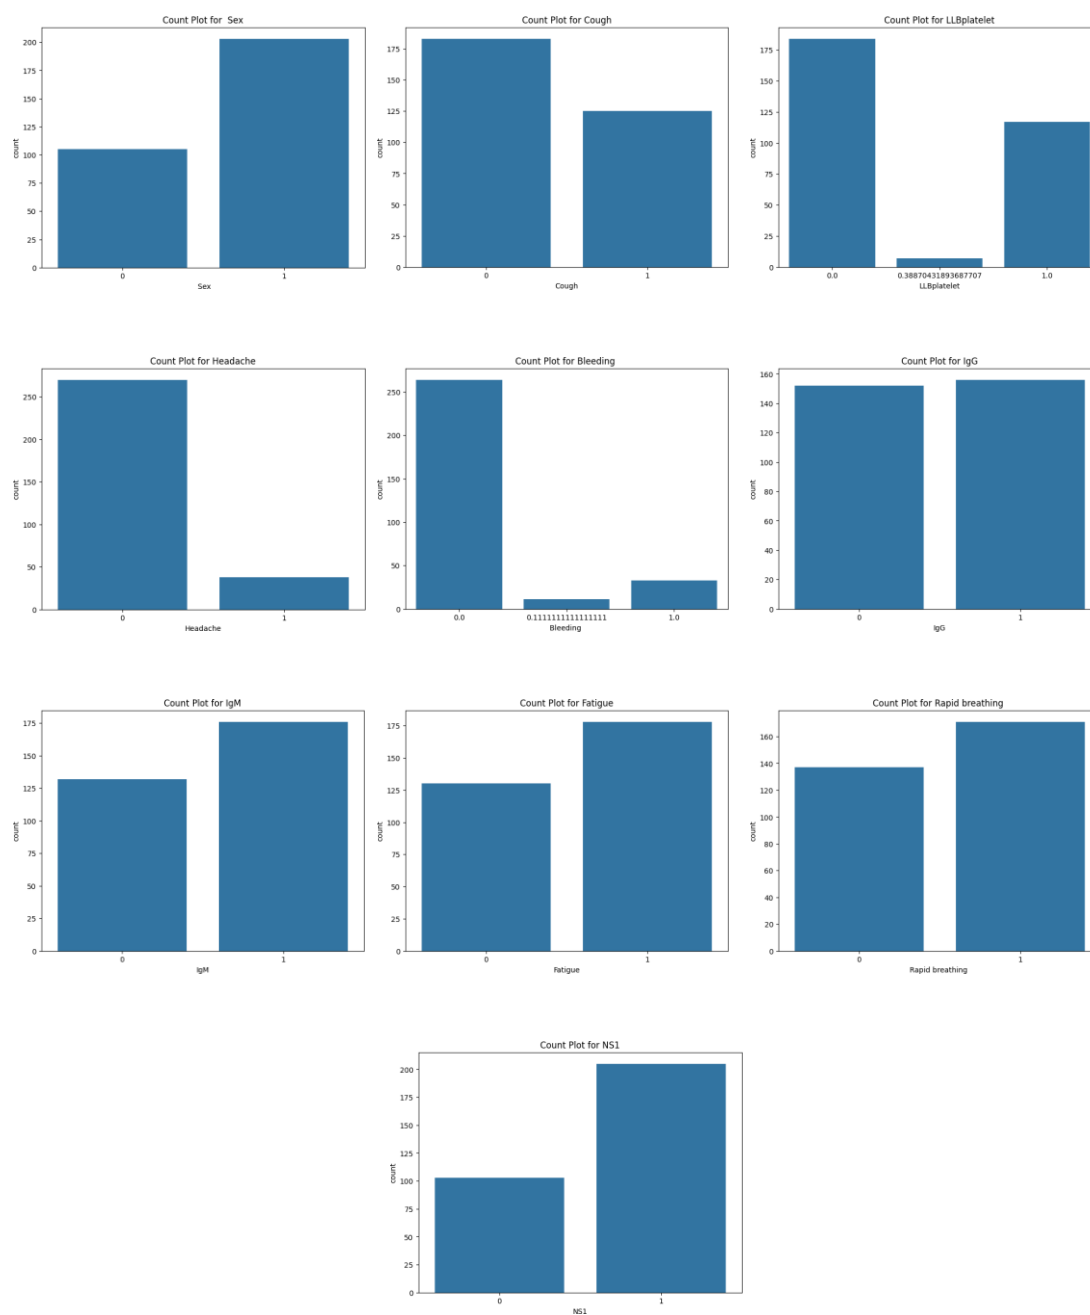 Count Plot for  Sex
200
175
150
125
100
75
50
25
0
count
0 1
Sex
Count Plot for Cough
175
150
125
100
75
50
25
0
count
0 1
Cough
Count Plot for LLBplatelet
175
150
125
100
75
50
25
0
count
0.0 0.38870431893687707 1.0
LLBplatelet
Count Plot for Headache
250
200
150
100
50
0
count
0 1
Headache
Count Plot for Bleeding
250
200
150
100
50
0
count
0.0 0.1111111111111111 1.0
Bleeding
Count Plot for IgG
160
140
120
100
80
60
40
20
0
count
0 1
IgG
Count Plot for IgM
175
150
125
100
75
50
25
0
count
0 1
IgM
Count Plot for Fatigue
175
150
125
100
75
50
25
0
count
0 1
Fatigue
Count Plot for Rapid breathing
160
140
120
100
80
60
40
20
0
count
0 1
Rapid breathing
Count Plot for NS1
200
175
150
125
100
75
50
25
0
count
0 1
NS1